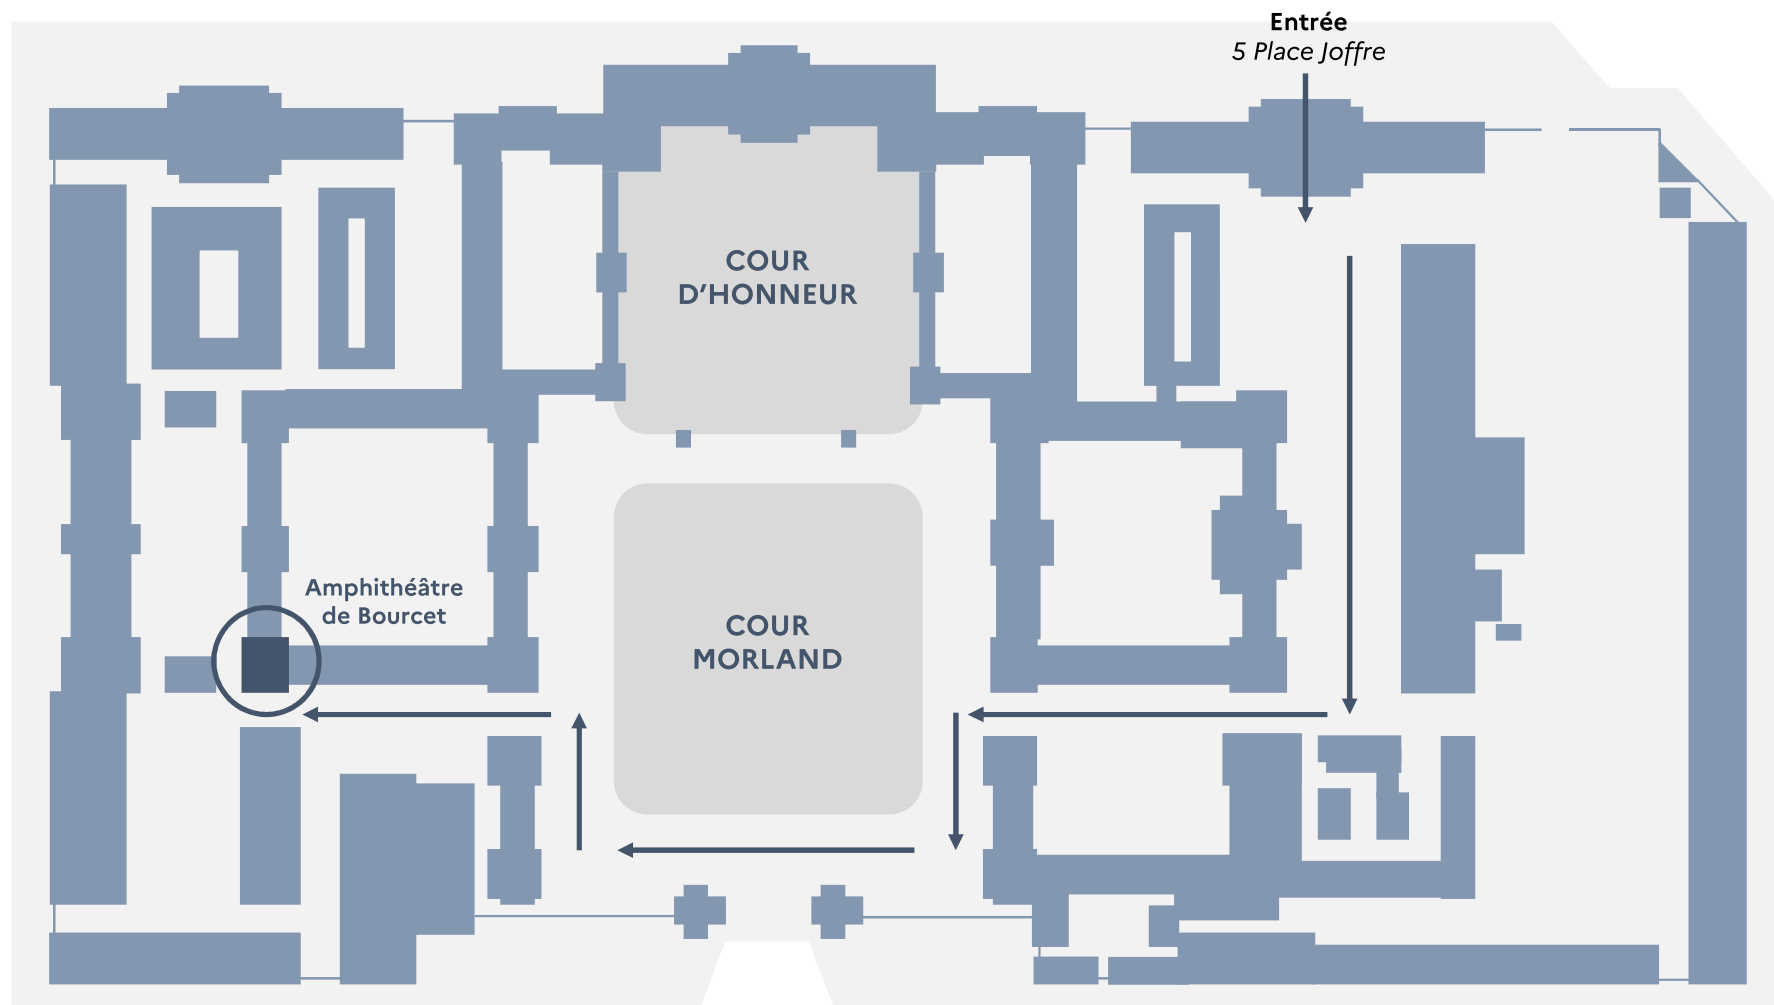 Entrée
5 Place Joffre
COUR
D'HONNEUR
Amphithéâtre
de Bourcet
COUR
MORLAND